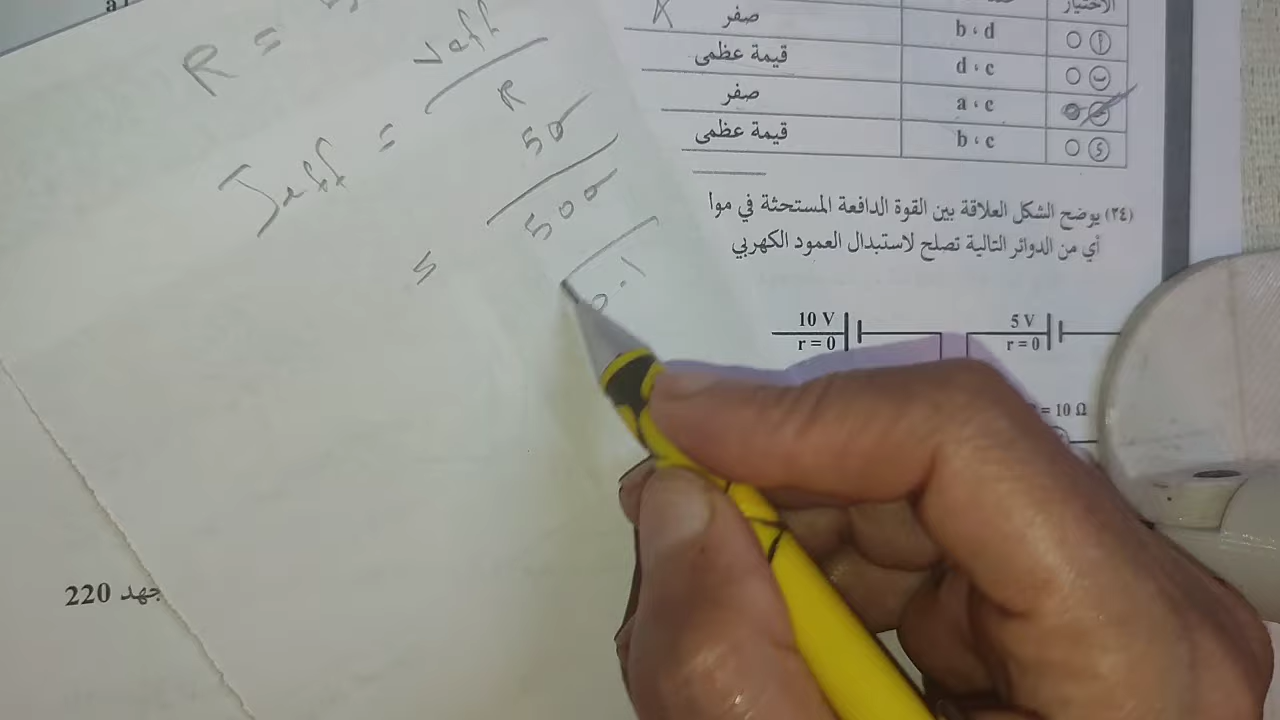 R =
Ieff = Veff / R
= 50 / 500
0.1
الاختيار
أ b ، d صفر
ب d ، c قيمة عظمى
ج a ، c صفر
د b ، c قيمة عظمى
(٣٤) يوضح الشكل العلاقة بين القوة الدافعة المستحثة في موا
أي من الدوائر التالية تصلح لاستبدال العمود الكهربي
10 V 5 V
r = 0 r = 0
= 10 Ω
جهد 220